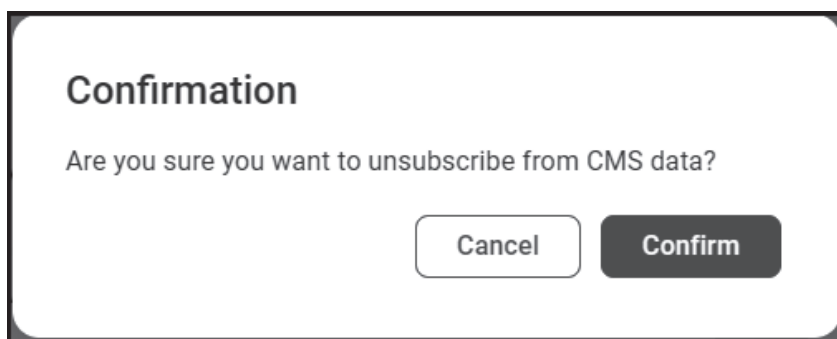 Confirmation
Are you sure you want to unsubscribe from CMS data?
Cancel Confirm